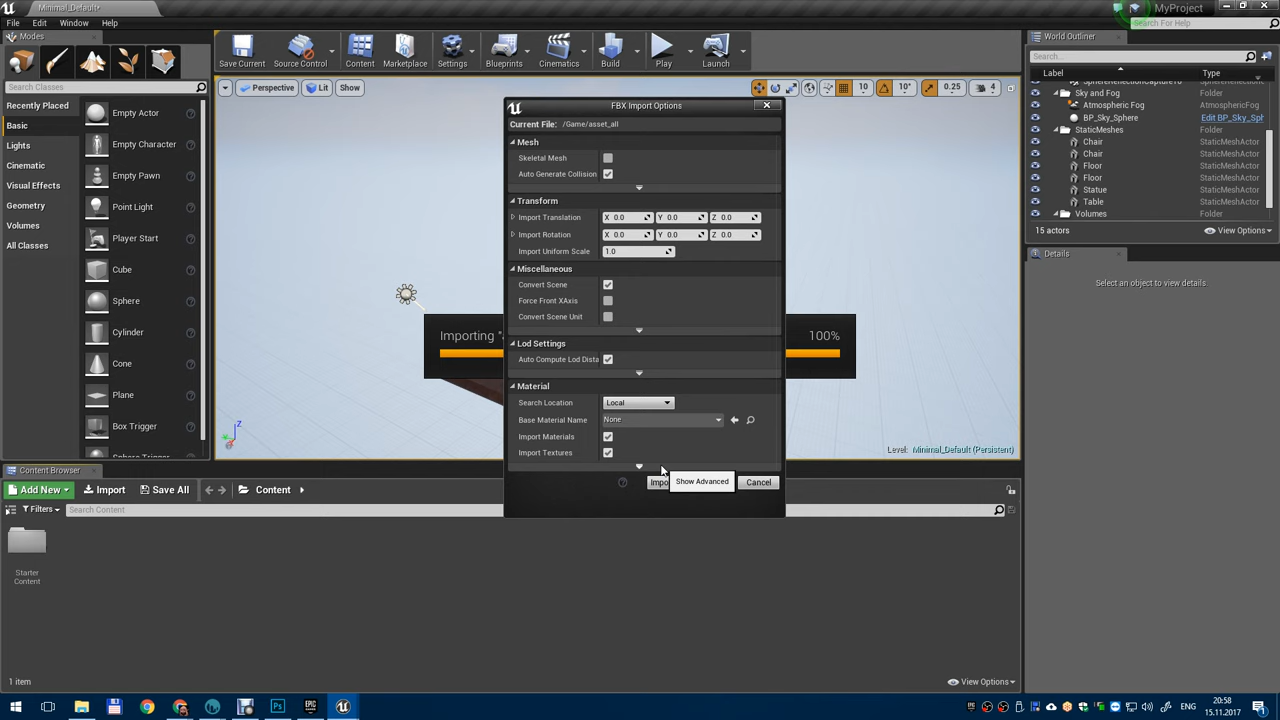 Minimal_Default*
MyProject
File Edit Window Help
Search For Help
Modes
Search Classes
Recently Placed
Basic
Lights
Cinematic
Visual Effects
Geometry
Volumes
All Classes
Empty Actor
Empty Character
Empty Pawn
Point Light
Player Start
Cube
Sphere
Cylinder
Cone
Plane
Box Trigger
Sphere Trigger
Save Current
Source Control
Content
Marketplace
Settings
Blueprints
Cinematics
Build
Play
Launch
Perspective Lit Show
10 10° 0.25 4
Importing "
100%
Z
Level: Minimal_Default (Persistent)
FBX Import Options
Current File: /Game/asset_all
Mesh
Skeletal Mesh
Auto Generate Collision
Transform
Import Translation X 0.0 Y 0.0 Z 0.0
Import Rotation X 0.0 Y 0.0 Z 0.0
Import Uniform Scale 1.0
Miscellaneous
Convert Scene
Force Front XAxis
Convert Scene Unit
Lod Settings
Auto Compute Lod Dista
Material
Search Location Local
Base Material Name None
Import Materials
Import Textures
Impo
Show Advanced
Cancel
World Outliner
Search...
Label Type
Sky and Fog Folder
Atmospheric Fog AtmosphericFog
BP_Sky_Sphere Edit BP_Sky_Sph
StaticMeshes Folder
Chair StaticMeshActor
Chair StaticMeshActor
Floor StaticMeshActor
Floor StaticMeshActor
Statue StaticMeshActor
Table StaticMeshActor
Volumes Folder
15 actors
View Options
Details
Select an object to view details.
Content Browser
Add New Import Save All Content
Filters Search Content
Starter
Content
1 item
View Options
ENG
20:58
15.11.2017